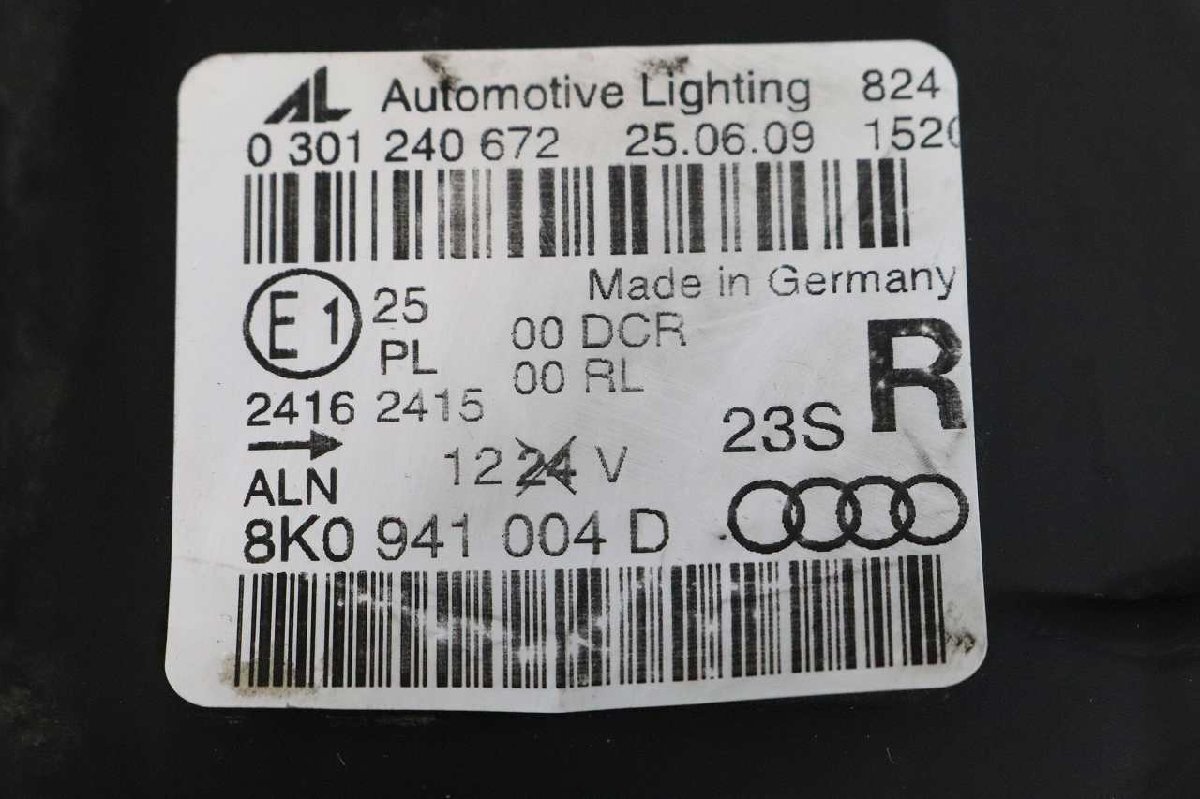 AL Automotive Lighting 824
0 301 240 672 25.06.09 1520
E1 25 Made in Germany
PL 00 DCR
00 RL R
2416 2415 23S
ALN 12 24 V
8K0 941 004 D